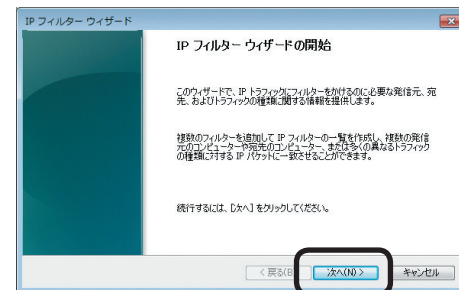 IP フィルター ウィザード
IP フィルター ウィザードの開始
このウィザードで、IP トラフィックにフィルターをかけるのに必要な発信元、宛
先、およびトラフィックの種類に関する情報を提供します。
複数のフィルターを追加して IP フィルターの一覧を作成し、複数の発信
元のコンピューターや宛先のコンピューター、または多くの異なるトラフィック
の種類に対する IP パケットに一致させることができます。
続行するには、[次へ] をクリックしてください。
< 戻る(B
次へ(N) >
キャンセル